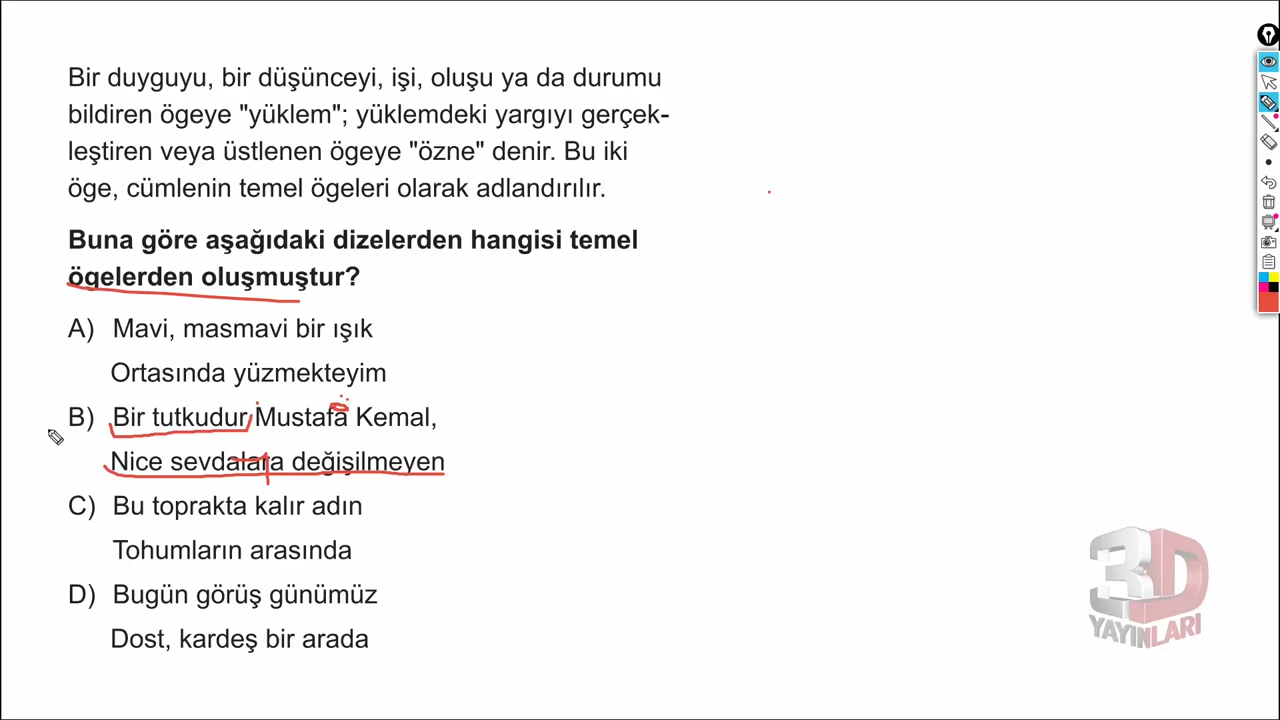 Bir duyguyu, bir düşünceyi, işi, oluşu ya da durumu
bildiren ögeye "yüklem"; yüklemdeki yargıyı gerçek-
leştiren veya üstlenen ögeye "özne" denir. Bu iki
öge, cümlenin temel ögeleri olarak adlandırılır.
Buna göre aşağıdaki dizelerden hangisi temel
ögelerden oluşmuştur?
A) Mavi, masmavi bir ışık
Ortasında yüzmekteyim
B) Bir tutkudur Mustafa Kemal,
Nice sevdalara değişilmeyen
C) Bu toprakta kalır adın
Tohumların arasında
D) Bugün görüş günümüz
Dost, kardeş bir arada
3D
YAYINLARI